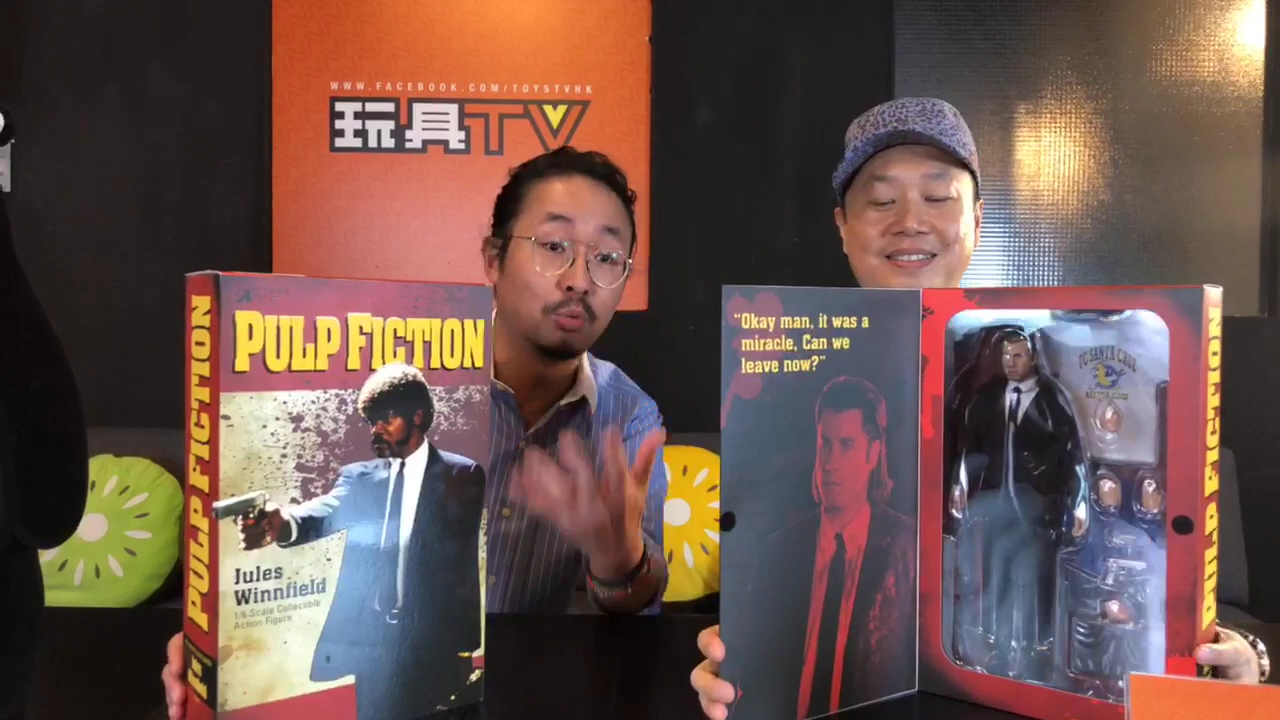 WWW.FACEBOOK.COM/TOYSTVHK
玩具TV
PULP FICTION
PULP FICTION
Jules
Winnfield
1/6-Scale Collectible
Action Figure
"Okay man, it was a
miracle, Can we
leave now?"
TC SANTA CRUZ
PULP FICTION